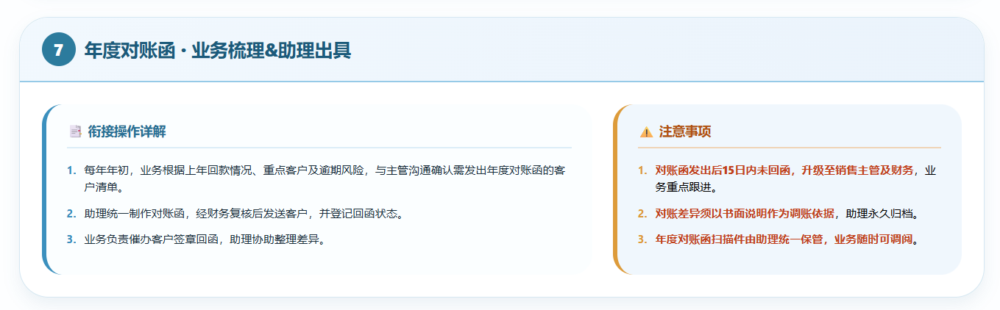 7
年度对账函 · 业务梳理&助理出具
衔接操作详解
1. 每年年初，业务根据上年回款情况、重点客户及逾期风险，与主管沟通确认需发出年度对账函的客
户清单。
2. 助理统一制作对账函，经财务复核后发送客户，并登记回函状态。
3. 业务负责催办客户签章回函，助理协助整理差异。
注意事项
1. 对账函发出后15日内未回函，升级至销售主管及财务，业
务重点跟进。
2. 对账差异须以书面说明作为调账依据，助理永久归档。
3. 年度对账函扫描件由助理统一保管，业务随时可调阅。